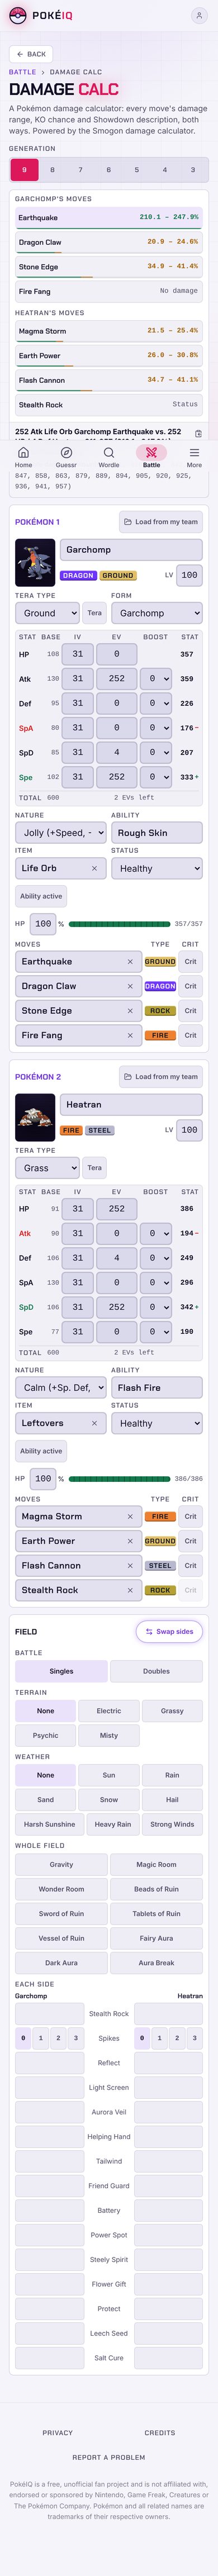 POKÉIQ
← BACK
BATTLE › DAMAGE CALC
DAMAGE CALC
A Pokémon damage calculator: every move's damage
range, KO chance and Showdown description, both
ways. Powered by the Smogon damage calculator.
GENERATION
9 8 7 6 5 4 3
GARCHOMP'S MOVES
Earthquake 210.1 – 247.9%
Dragon Claw 20.9 – 24.6%
Stone Edge 34.9 – 41.4%
Fire Fang No damage
HEATRAN'S MOVES
Magma Storm 21.5 – 25.4%
Earth Power 26.0 – 30.8%
Flash Cannon 34.7 – 41.1%
Stealth Rock Status
252 Atk Life Orb Garchomp Earthquake vs. 252
Home Guessr Wordle Battle More
847, 858, 863, 879, 889, 894, 905, 920, 925,
936, 941, 957)
POKÉMON 1 Load from my team
Garchomp
DRAGON GROUND LV 100
TERA TYPE FORM
Ground Tera Garchomp
STAT BASE IV EV BOOST STAT
HP 108 31 0 357
Atk 130 31 252 0 359
Def 95 31 0 0 226
SpA 80 31 0 0 176 −
SpD 85 31 4 0 207
Spe 102 31 252 0 333 +
TOTAL 600 2 EVs left
NATURE ABILITY
Jolly (+Speed, - Rough Skin
ITEM STATUS
Life Orb × Healthy
Ability active
HP 100 % 357/357
MOVES TYPE CRIT
Earthquake × GROUND Crit
Dragon Claw × DRAGON Crit
Stone Edge × ROCK Crit
Fire Fang × FIRE Crit
POKÉMON 2 Load from my team
Heatran
FIRE STEEL LV 100
TERA TYPE
Grass Tera
STAT BASE IV EV BOOST STAT
HP 91 31 252 386
Atk 90 31 0 0 194 −
Def 106 31 4 0 249
SpA 130 31 0 0 296
SpD 106 31 252 0 342 +
Spe 77 31 0 0 190
TOTAL 600 2 EVs left
NATURE ABILITY
Calm (+Sp. Def, Flash Fire
ITEM STATUS
Leftovers × Healthy
Ability active
HP 100 % 386/386
MOVES TYPE CRIT
Magma Storm × FIRE Crit
Earth Power × GROUND Crit
Flash Cannon × STEEL Crit
Stealth Rock × ROCK Crit
FIELD Swap sides
BATTLE
Singles Doubles
TERRAIN
None Electric Grassy
Psychic Misty
WEATHER
None Sun Rain
Sand Snow Hail
Harsh Sunshine Heavy Rain Strong Winds
WHOLE FIELD
Gravity Magic Room
Wonder Room Beads of Ruin
Sword of Ruin Tablets of Ruin
Vessel of Ruin Fairy Aura
Dark Aura Aura Break
EACH SIDE
Garchomp Heatran
Stealth Rock
0 1 2 3 Spikes 0 1 2 3
Reflect
Light Screen
Aurora Veil
Helping Hand
Tailwind
Friend Guard
Battery
Power Spot
Steely Spirit
Flower Gift
Protect
Leech Seed
Salt Cure
PRIVACY CREDITS
REPORT A PROBLEM
PokéIQ is a free, unofficial fan project and is not affiliated with,
endorsed or sponsored by Nintendo, Game Freak, Creatures or
The Pokémon Company. Pokémon and all related names are
trademarks of their respective owners.